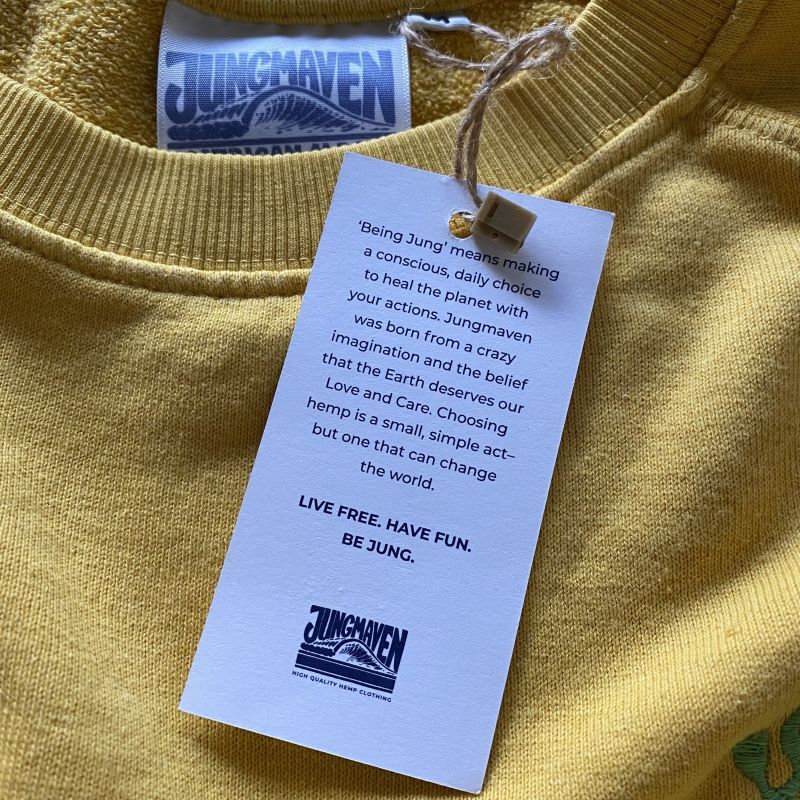 JUNGMAVEN
'Being Jung' means making
a conscious, daily choice
to heal the planet with
your actions. Jungmaven
was born from a crazy
imagination and the belief
that the Earth deserves our
Love and Care. Choosing
hemp is a small, simple act–
but one that can change
the world.
LIVE FREE. HAVE FUN.
BE JUNG.
JUNGMAVEN
HIGH QUALITY HEMP CLOTHING